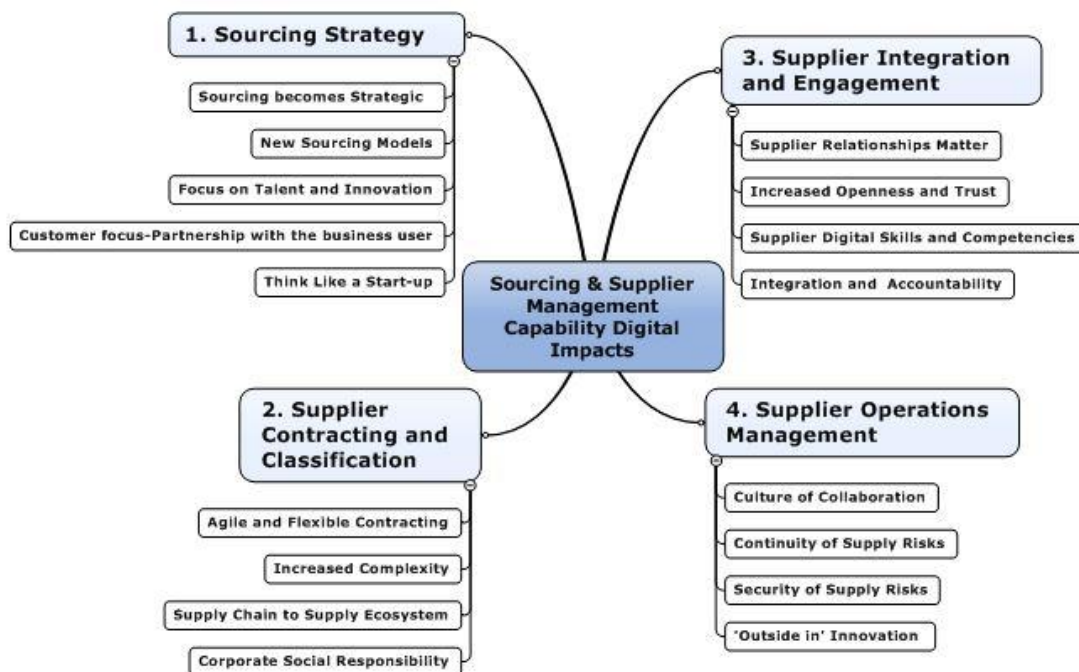 1. Sourcing Strategy
Sourcing becomes Strategic
New Sourcing Models
Focus on Talent and Innovation
Customer focus-Partnership with the business user
Think Like a Start-up
3. Supplier Integration
and Engagement
Supplier Relationships Matter
Increased Openness and Trust
Supplier Digital Skills and Competencies
Integration and Accountability
Sourcing & Supplier
Management
Capability Digital
Impacts
2. Supplier
Contracting and
Classification
Agile and Flexible Contracting
Increased Complexity
Supply Chain to Supply Ecosystem
Corporate Social Responsibility
4. Supplier Operations
Management
Culture of Collaboration
Continuity of Supply Risks
Security of Supply Risks
'Outside in' Innovation